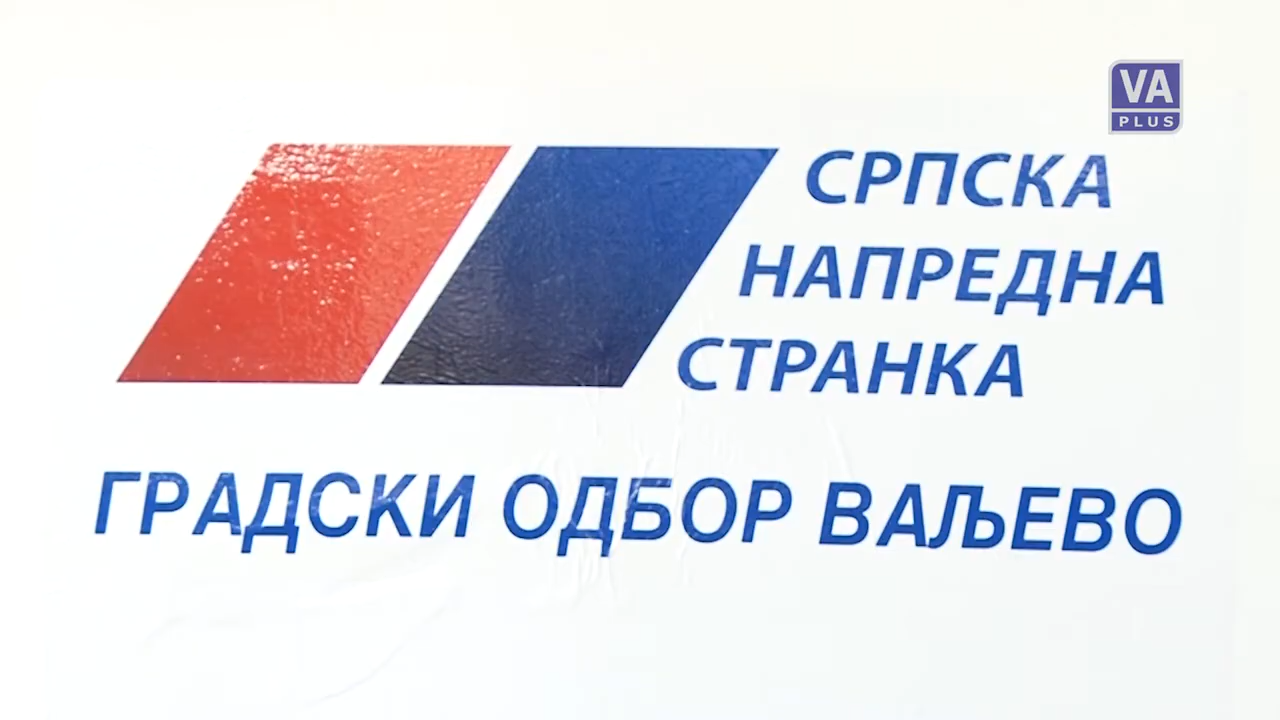 VA
PLUS
СРПСКА
НАПРЕДНА
СТРАНКА
ГРАДСКИ ОДБОР ВАЉЕВО